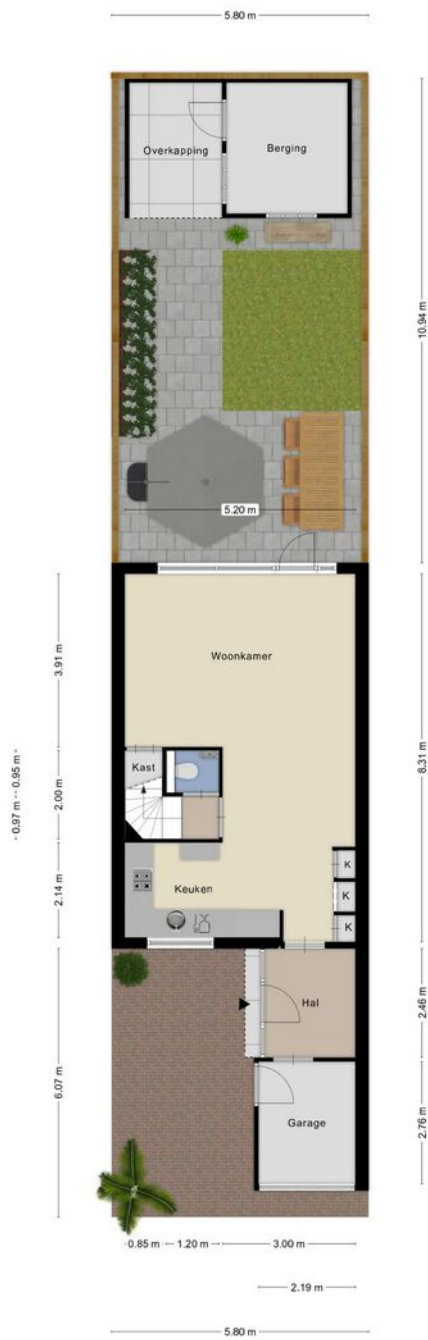 5.80 m
Overkapping
Berging
10.94 m
5.20 m
Woonkamer
3.91 m
8.31 m
Kast
0.97 m
0.95 m
2.00 m
K
Keuken
2.14 m
K
K
Hal
2.46 m
6.07 m
Garage
2.76 m
0.85 m
1.20 m
3.00 m
2.19 m
5.80 m